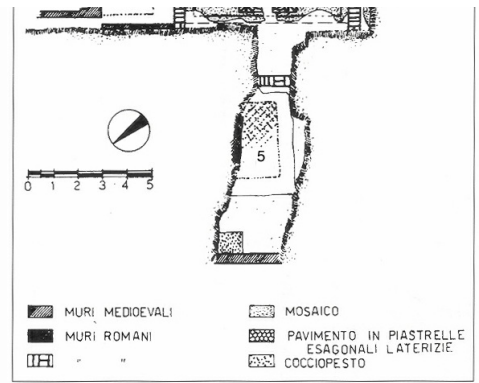 5
0 1 2 3 4 5
MURI MEDIOEVALI
MURI ROMANI
" "
MOSAICO
PAVIMENTO IN PIASTRELLE
ESAGONALI LATERIZIE
COCCIOPESTO